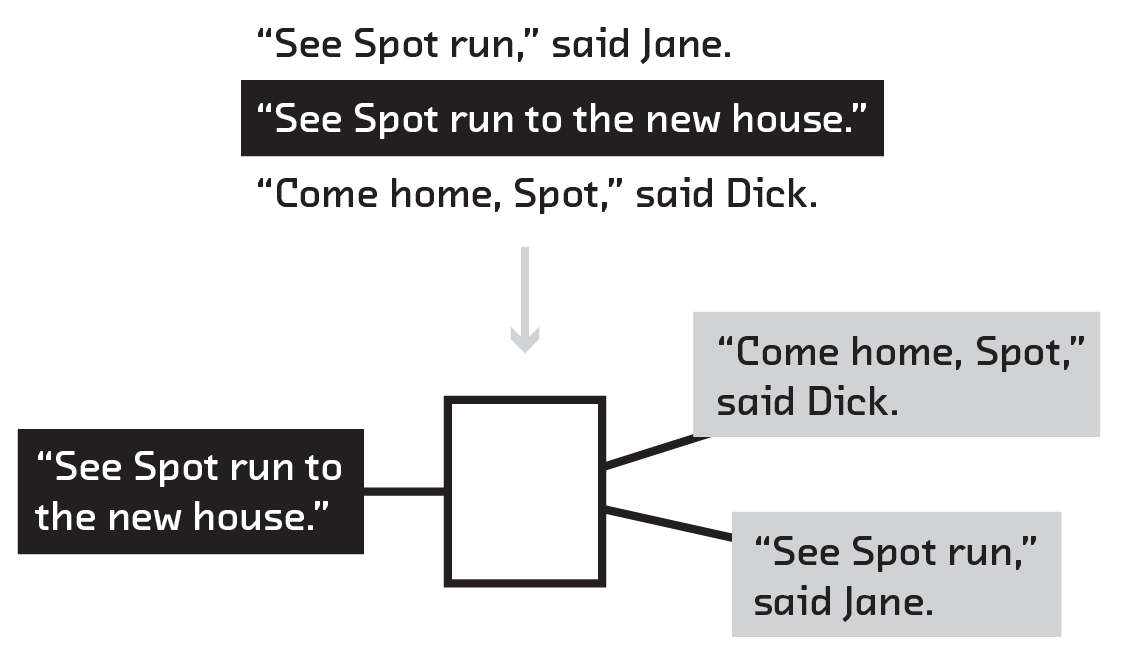 “See Spot run,” said Jane.
“See Spot run to the new house.”
“Come home, Spot,” said Dick.
“Come home, Spot,”
said Dick.
“See Spot run to
the new house.”
“See Spot run,”
said Jane.